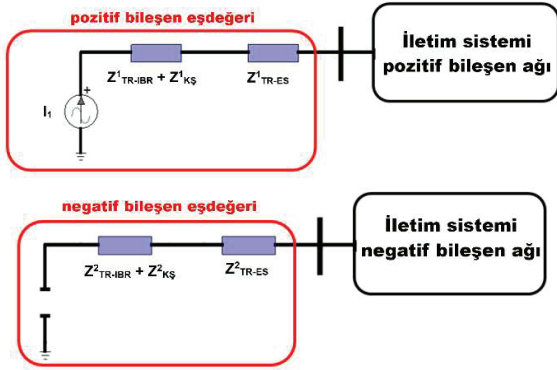 pozitif bileşen eşdeğeri
Z¹TR-IBR + Z¹KŞ
Z¹TR-ES
I₁
+
İletim sistemi
pozitif bileşen ağı
negatif bileşen eşdeğeri
Z²TR-IBR + Z²KŞ
Z²TR-ES
İletim sistemi
negatif bileşen ağı